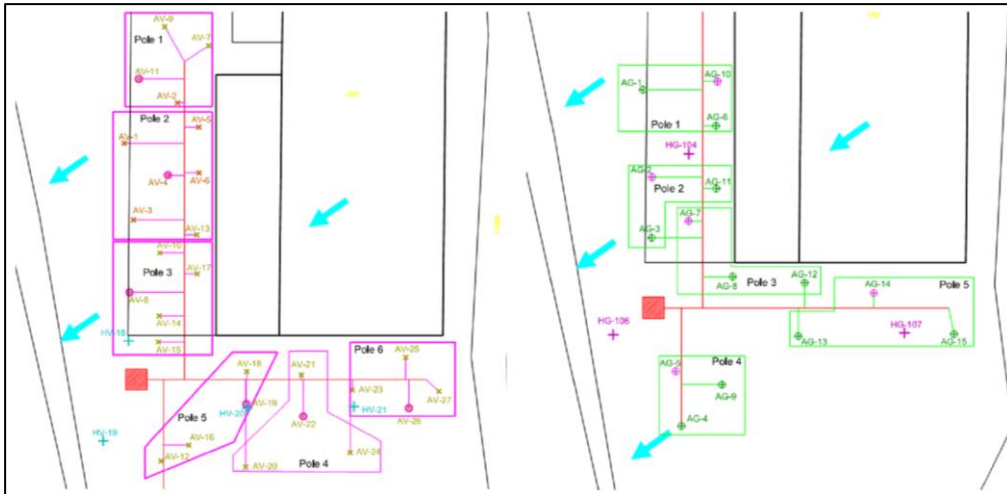 AV-9
AV-7
Pole 1
AV-11
AV-2
Pole 2
AV-5
AV-1
AV-4
AV-6
AV-3
AV-13
AV-10
Pole 3
AV-17
AV-8
AV-14
HV-18
AV-15
Pole 6
AV-25
AV-18
AV-21
AV-23
AV-27
AV-19
HV-20
HV-21
AV-26
Pole 5
AV-22
AV-16
HV-19
AV-12
AV-24
AV-20
Pole 4
AG-1
AG-10
Pole 1
AG-6
HG-104
AG-2
Pole 2
AG-11
AG-7
AG-3
AG-8
Pole 3
AG-12
AG-14
Pole 5
HG-106
HG-107
AG-13
AG-15
AG-5
Pole 4
AG-9
AG-4